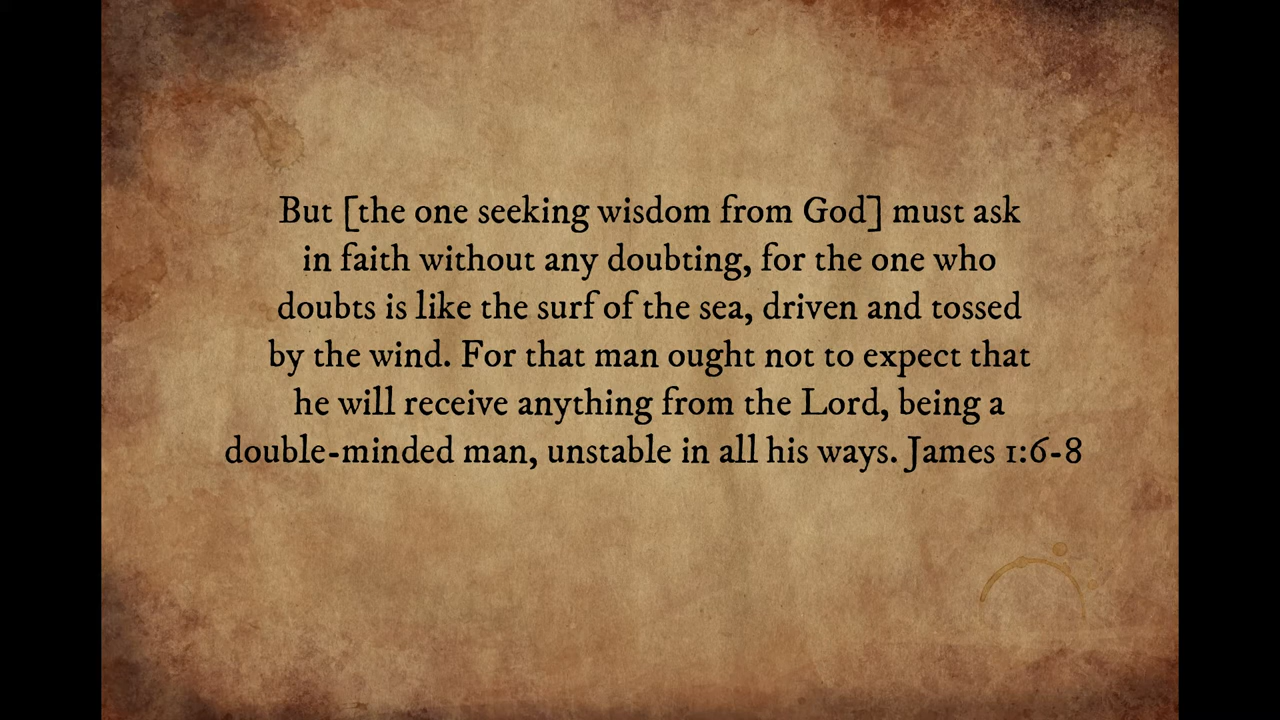 But [the one seeking wisdom from God] must ask
in faith without any doubting, for the one who
doubts is like the surf of the sea, driven and tossed
by the wind. For that man ought not to expect that
he will receive anything from the Lord, being a
double-minded man, unstable in all his ways. James 1:6-8